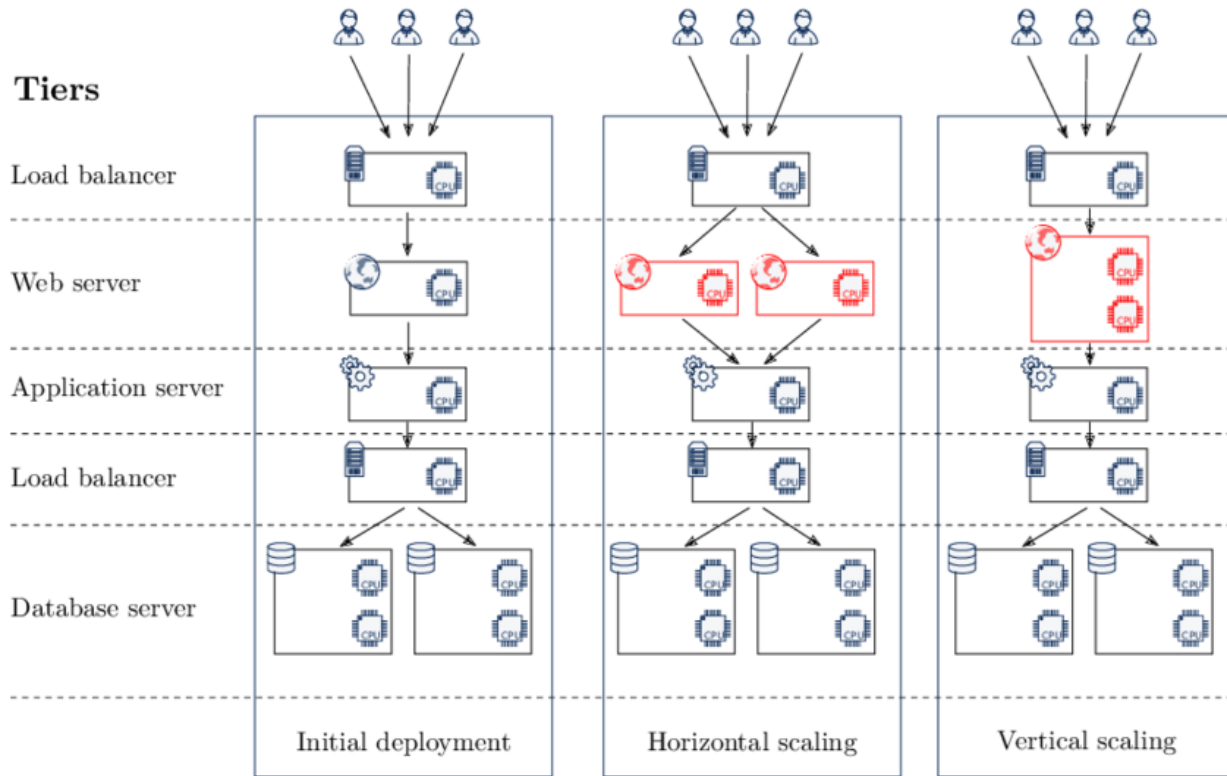 Tiers
Load balancer
CPU
CPU
CPU
Web server
CPU
CPU
CPU
CPU
CPU
Application server
CPU
CPU
CPU
Load balancer
CPU
CPU
CPU
Database server
CPU
CPU
CPU
CPU
CPU
CPU
CPU
CPU
CPU
CPU
CPU
CPU
Initial deployment
Horizontal scaling
Vertical scaling